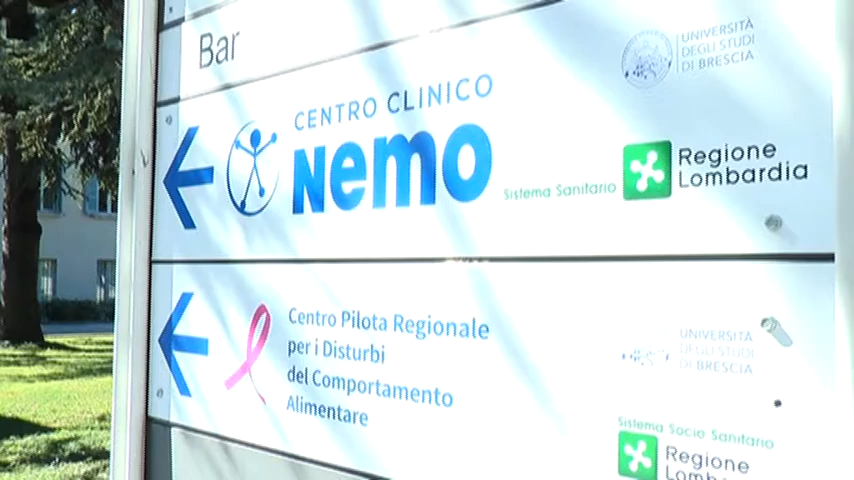 Bar
UNIVERSITÀ
DEGLI STUDI
DI BRESCIA
CENTRO CLINICO
Nemo
Sistema Sanitario
Regione
Lombardia
Centro Pilota Regionale
per i Disturbi
del Comportamento
Alimentare
UNIVERSITÀ
DEGLI STUDI
DI BRESCIA
Sistema Socio Sanitario
Regione
Lomba